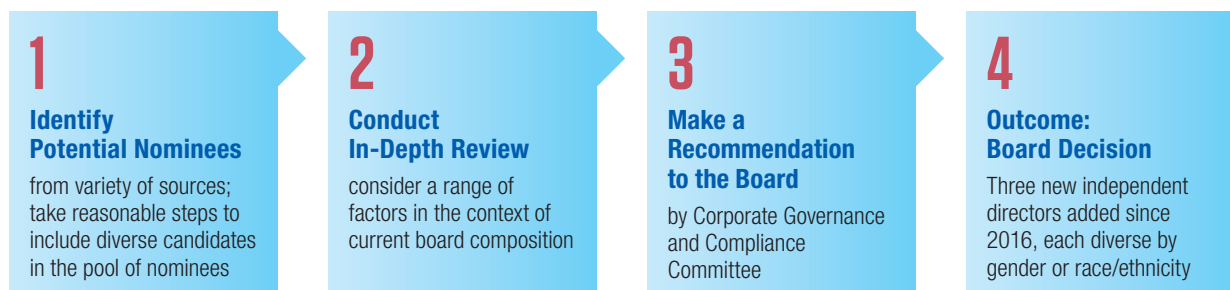 1
Identify
Potential Nominees
from variety of sources;
take reasonable steps to
include diverse candidates
in the pool of nominees
2
Conduct
In-Depth Review
consider a range of
factors in the context of
current board composition
3
Make a
Recommendation
to the Board
by Corporate Governance
and Compliance
Committee
4
Outcome:
Board Decision
Three new independent
directors added since
2016, each diverse by
gender or race/ethnicity